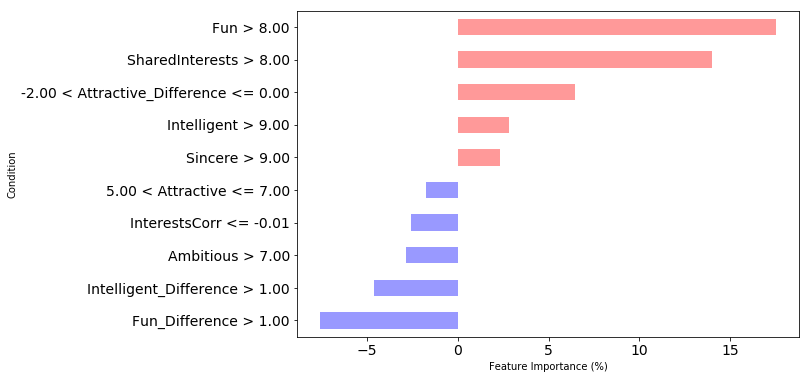 Fun > 8.00
SharedInterests > 8.00
-2.00 < Attractive_Difference <= 0.00
Intelligent > 9.00
Sincere > 9.00
5.00 < Attractive <= 7.00
InterestsCorr <= -0.01
Ambitious > 7.00
Intelligent_Difference > 1.00
Fun_Difference > 1.00
Condition
−5 0 5 10 15
Feature Importance (%)